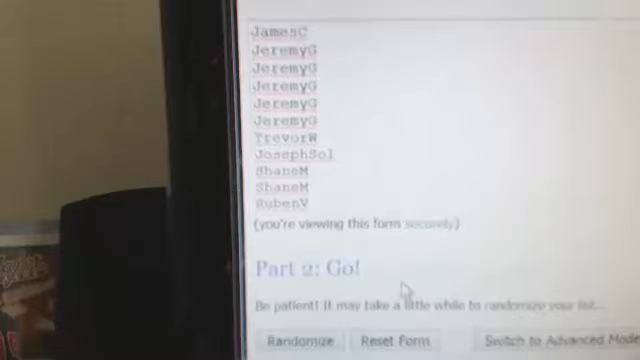 JamesC
JeremyG
JeremyG
JeremyG
JeremyG
JeremyG
TrevorW
JosephSol
ShaneM
ShaneM
RubenV
(you're viewing this form securely)
Part 2: Go!
Be patient! It may take a little while to randomize your list...
Randomize Reset Form Switch to Advanced Mode